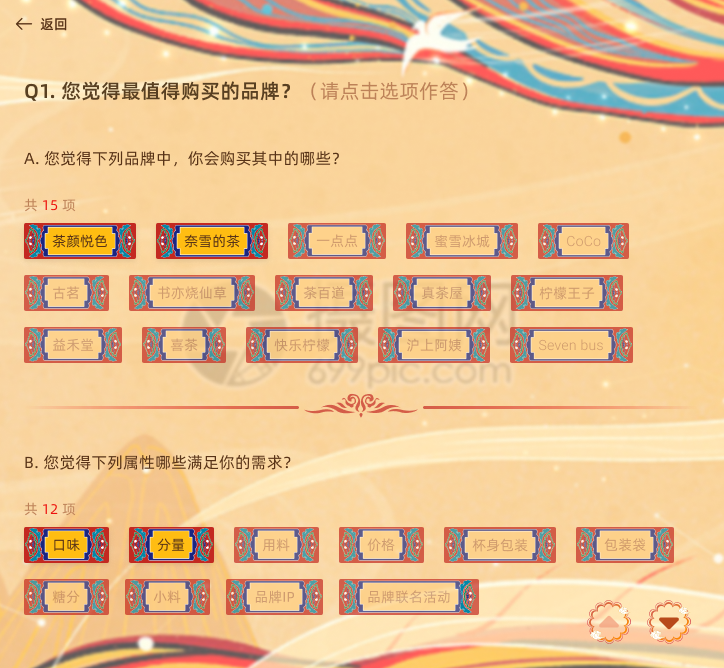 返回
Q1. 您觉得最值得购买的品牌？（请点击选项作答）
A. 您觉得下列品牌中，你会购买其中的哪些？
共 15 项
茶颜悦色 奈雪的茶 一点点 蜜雪冰城 CoCo
古茗 书亦烧仙草 茶百道 真茶屋 柠檬王子
益禾堂 喜茶 快乐柠檬 沪上阿姨 Seven bus
摄图网
699pic.com
B. 您觉得下列属性哪些满足你的需求？
共 12 项
口味 分量 用料 价格 杯身包装 包装袋
糖分 小料 品牌IP 品牌联名活动